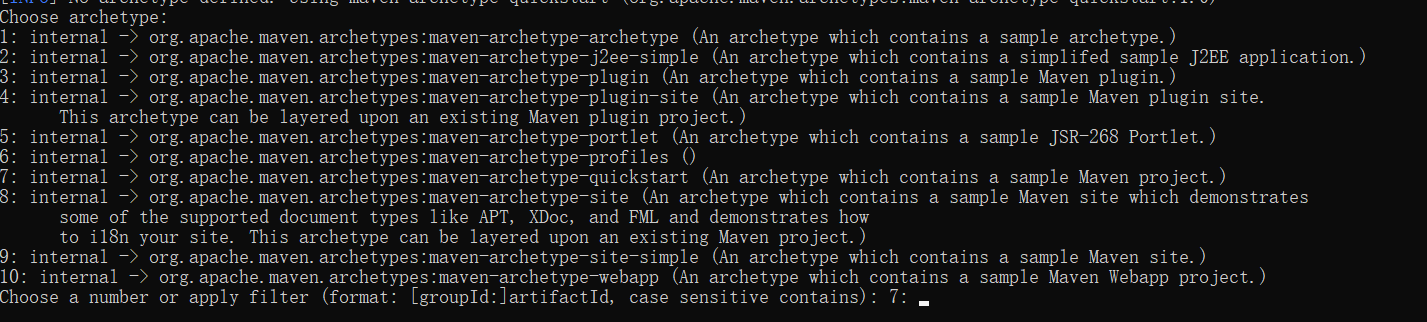 [INFO] No archetype defined. Using maven-archetype-quickstart (org.apache.maven.archetypes:maven-archetype-quickstart:1.0)
Choose archetype:
1: internal -> org.apache.maven.archetypes:maven-archetype-archetype (An archetype which contains a sample archetype.)
2: internal -> org.apache.maven.archetypes:maven-archetype-j2ee-simple (An archetype which contains a simplifed sample J2EE application.)
3: internal -> org.apache.maven.archetypes:maven-archetype-plugin (An archetype which contains a sample Maven plugin.)
4: internal -> org.apache.maven.archetypes:maven-archetype-plugin-site (An archetype which contains a sample Maven plugin site.
This archetype can be layered upon an existing Maven plugin project.)
5: internal -> org.apache.maven.archetypes:maven-archetype-portlet (An archetype which contains a sample JSR-268 Portlet.)
6: internal -> org.apache.maven.archetypes:maven-archetype-profiles ()
7: internal -> org.apache.maven.archetypes:maven-archetype-quickstart (An archetype which contains a sample Maven project.)
8: internal -> org.apache.maven.archetypes:maven-archetype-site (An archetype which contains a sample Maven site which demonstrates
some of the supported document types like APT, XDoc, and FML and demonstrates how
to i18n your site. This archetype can be layered upon an existing Maven project.)
9: internal -> org.apache.maven.archetypes:maven-archetype-site-simple (An archetype which contains a sample Maven site.)
10: internal -> org.apache.maven.archetypes:maven-archetype-webapp (An archetype which contains a sample Maven Webapp project.)
Choose a number or apply filter (format: [groupId:]artifactId, case sensitive contains): 7: